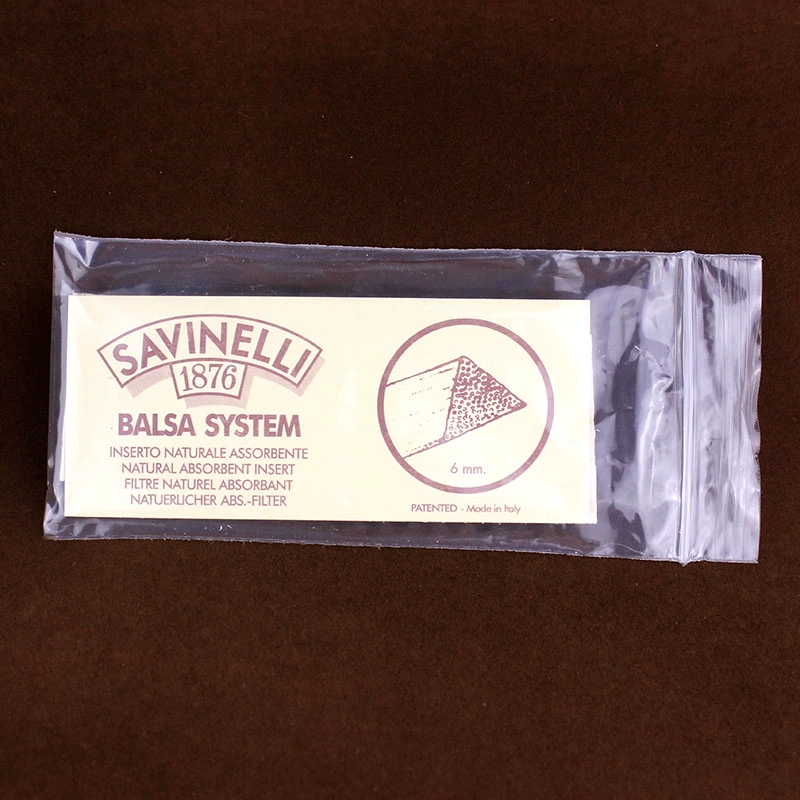 SAVINELLI
1876
BALSA SYSTEM
INSERTO NATURALE ASSORBENTE
NATURAL ABSORBENT INSERT
FILTRE NATUREL ABSORBANT
NATUERLICHER ABS.-FILTER
6 mm.
PATENTED - Made in Italy